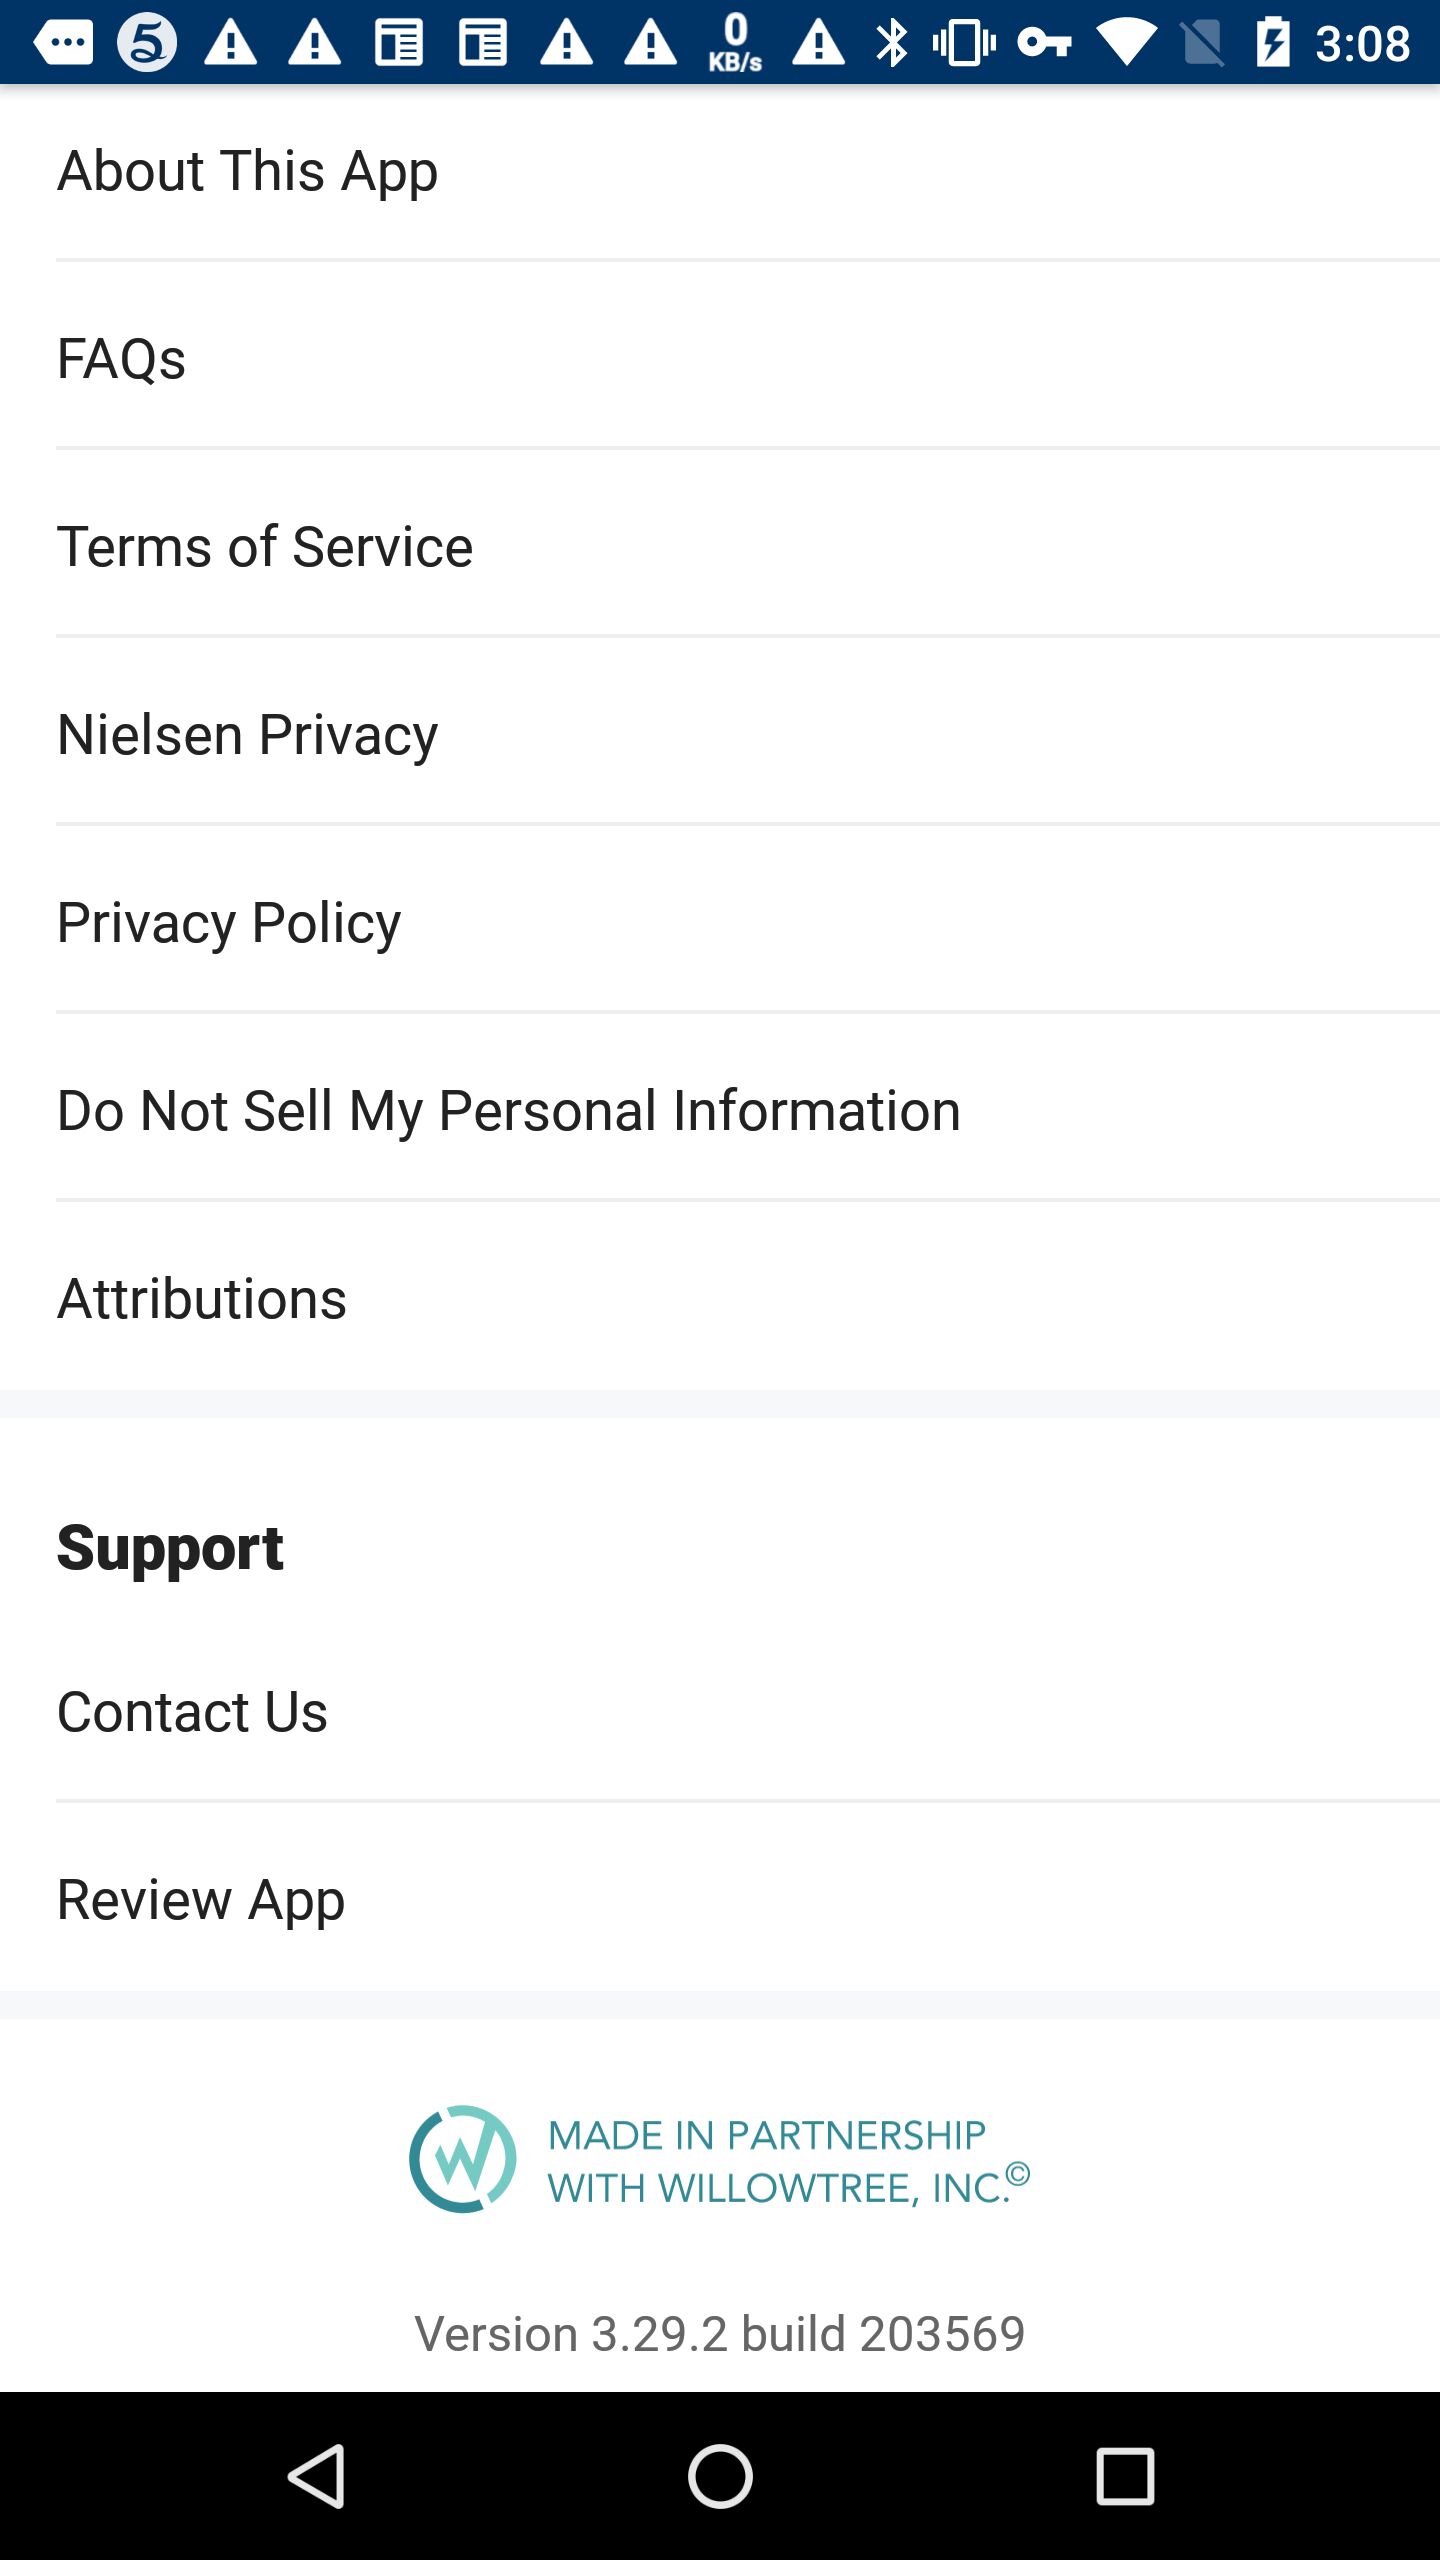 5 0 KB/s 3:08
About This App
FAQs
Terms of Service
Nielsen Privacy
Privacy Policy
Do Not Sell My Personal Information
Attributions
Support
Contact Us
Review App
MADE IN PARTNERSHIP
WITH WILLOWTREE, INC.©
Version 3.29.2 build 203569